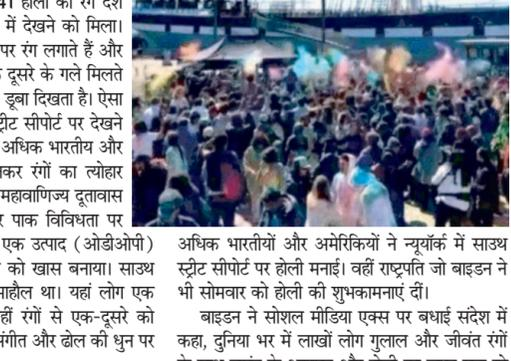 होली का रंग देश
में देखने को मिला।
पर रंग लगाते हैं और
दूसरे के गले मिलते
डूबा दिखता है। ऐसा
स्ट्रीट सीपोर्ट पर देखने
अधिक भारतीय और
रंगों का त्योहार
महावाणिज्य दूतावास
पाक विविधता पर
एक उत्पाद (ओडीओपी)
को खास बनाया। साउथ
माहौल था। यहां लोग एक
रंगों से एक-दूसरे को
संगीत और ढोल की धुन पर
अधिक भारतीयों और अमेरिकियों ने न्यूयॉर्क में साउथ
स्ट्रीट सीपोर्ट पर होली मनाई। वहीं राष्ट्रपति जो बाइडन ने
भी सोमवार को होली की शुभकामनाएं दीं।
बाइडन ने सोशल मीडिया एक्स पर बधाई संदेश में
कहा, दुनिया भर में लाखों लोग गुलाल और जीवंत रंगों